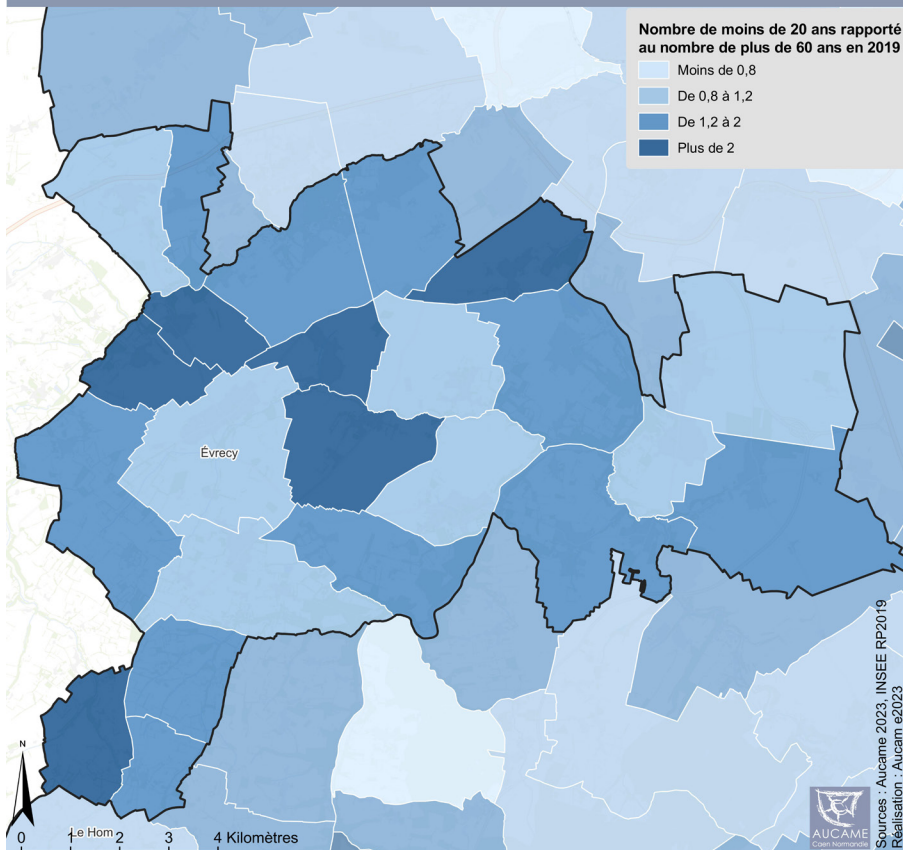 Nombre de moins de 20 ans rapporté
au nombre de plus de 60 ans en 2019
Moins de 0,8
De 0,8 à 1,2
De 1,2 à 2
Plus de 2
Évrecy
N
Le Hom
0 1 2 3 4 Kilomètres
AUCAME
Caen Normandie
Sources : Aucame 2023, INSEE RP2019
Réalisation : Aucam e2023